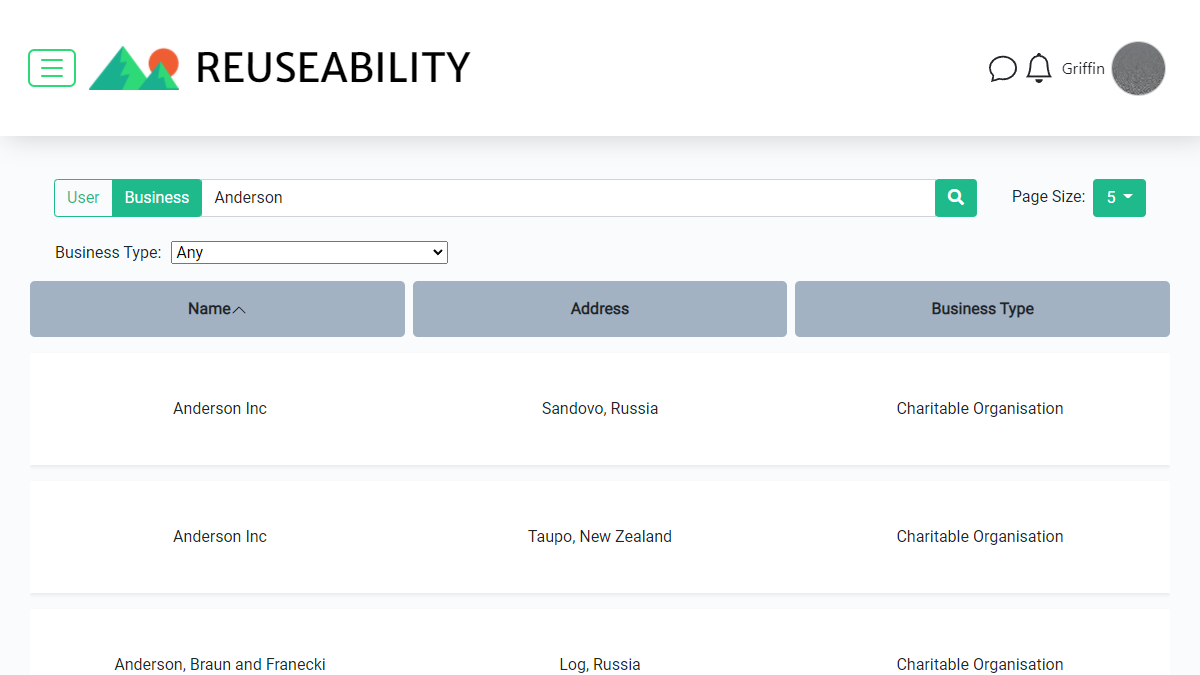 REUSEABILITY
Griffin
User Business Anderson Page Size: 5
Business Type: Any
Name Address Business Type
Anderson Inc Sandovo, Russia Charitable Organisation
Anderson Inc Taupo, New Zealand Charitable Organisation
Anderson, Braun and Franecki Log, Russia Charitable Organisation